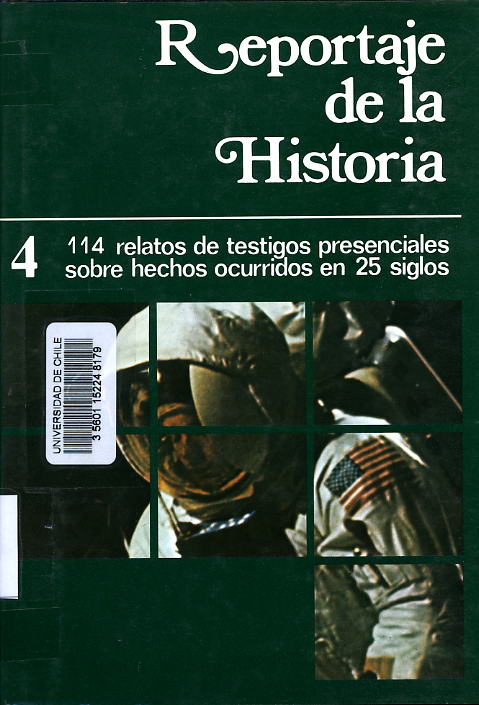 Reportaje
de la
Historia
4
114 relatos de testigos presenciales
sobre hechos ocurridos en 25 siglos
UNIVERSIDAD DE CHILE
3 5601 15224 8179